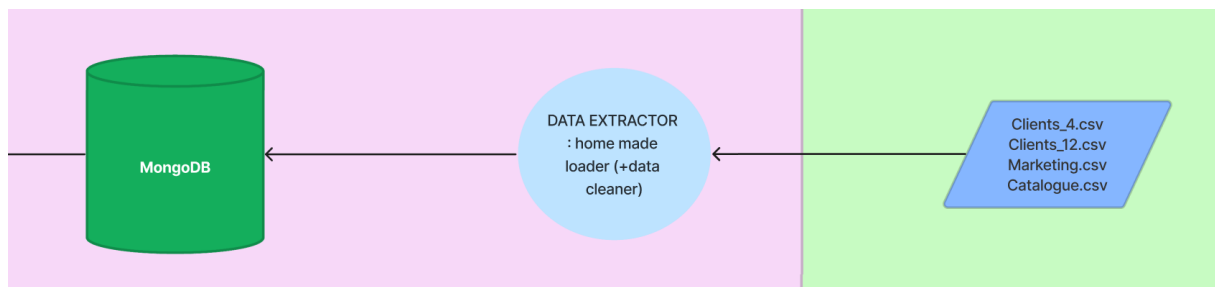 MongoDB
DATA EXTRACTOR
: home made
loader (+data
cleaner)
Clients_4.csv
Clients_12.csv
Marketing.csv
Catalogue.csv